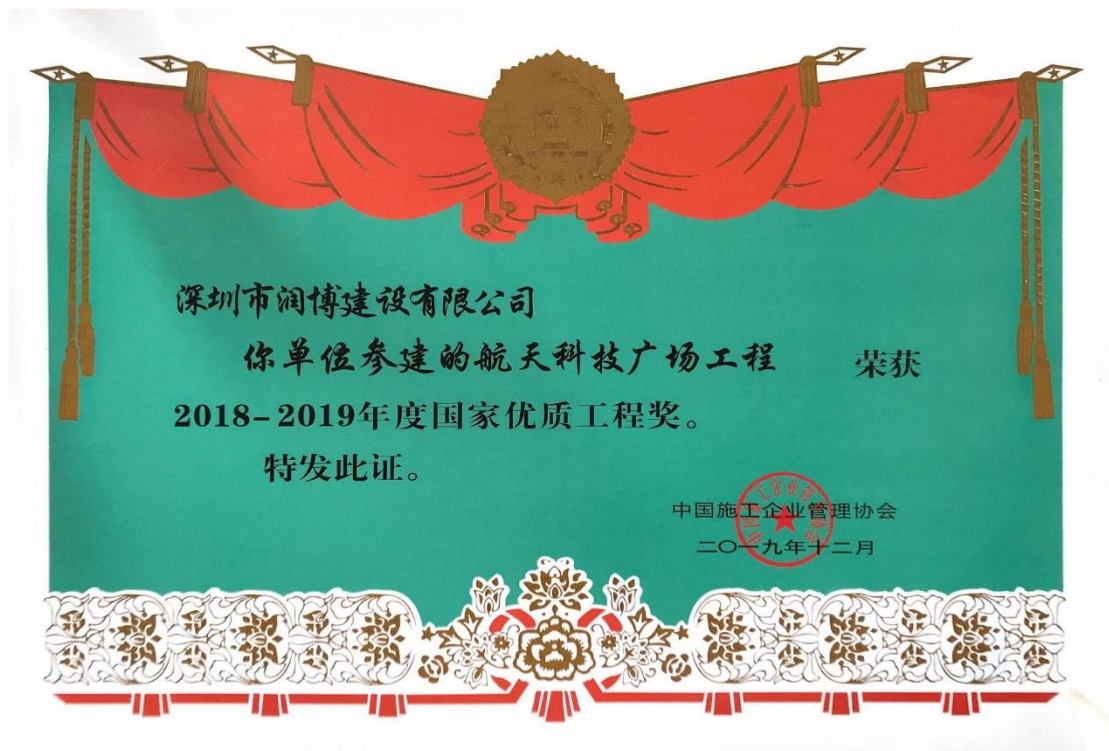 深圳市润博建设有限公司
你单位参建的航天科技广场工程 荣获
2018-2019年度国家优质工程奖。
特发此证。
中国施工企业管理协会
二〇一九年十二月